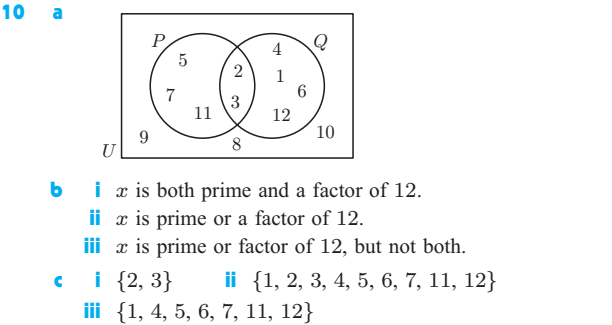 10 a
P Q
5 2 4
1
7 3 6
11 12
9 8 10
U
b i x is both prime and a factor of 12.
ii x is prime or a factor of 12.
iii x is prime or factor of 12, but not both.
c i {2, 3} ii {1, 2, 3, 4, 5, 6, 7, 11, 12}
iii {1, 4, 5, 6, 7, 11, 12}